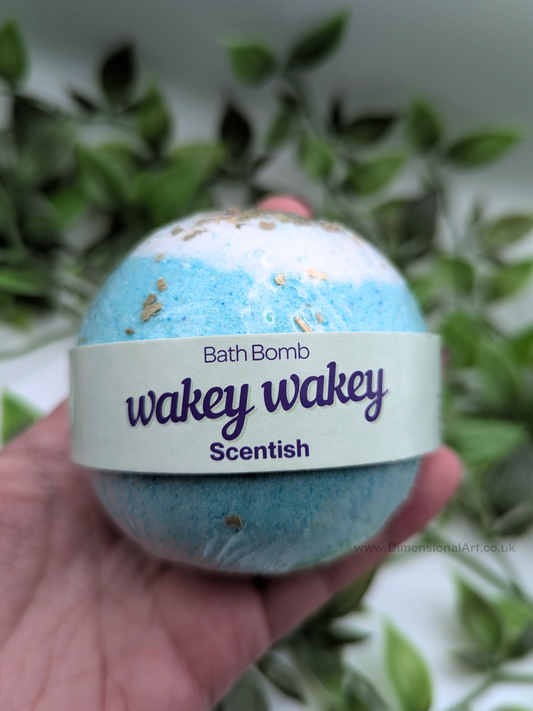 Bath Bomb
wakey wakey
Scentish
www.DimensionalArt.co.uk